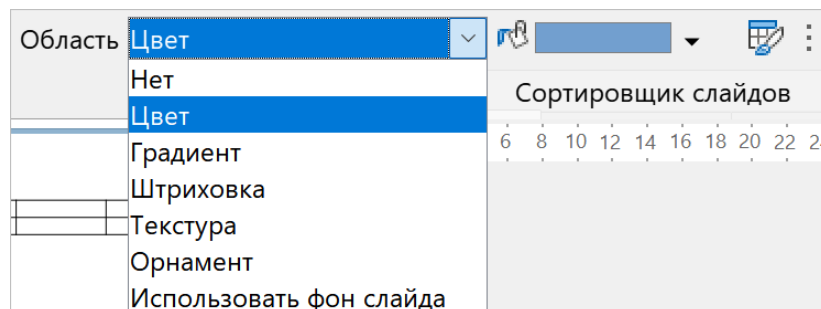 Область Цвет
Нет
Цвет
Градиент
Штриховка
Текстура
Орнамент
Использовать фон слайда
Сортировщик слайдов
6 8 10 12 14 16 18 20 22